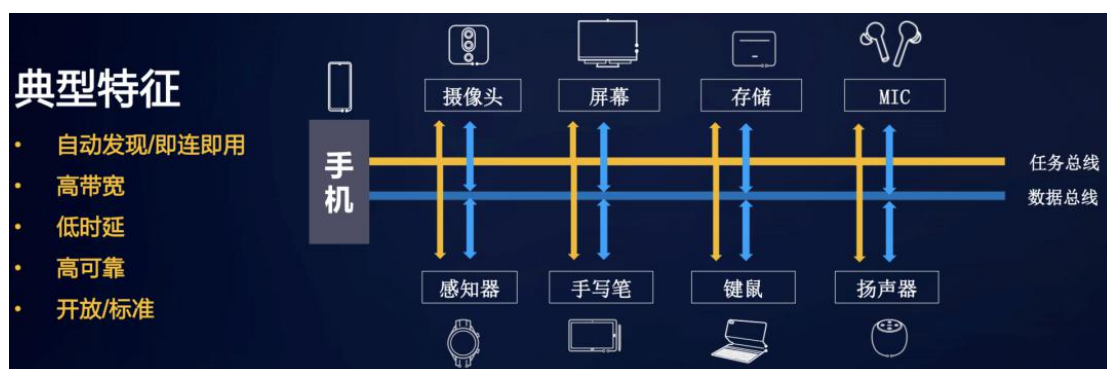 典型特征
• 自动发现/即连即用
• 高带宽
• 低时延
• 高可靠
• 开放/标准
手机
摄像头
屏幕
存储
MIC
任务总线
数据总线
感知器
手写笔
键鼠
扬声器